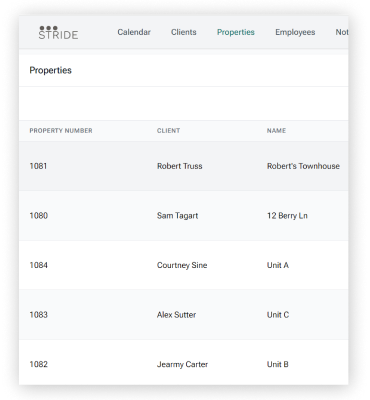 STRIDE Calendar Clients Properties Employees Not
Properties
PROPERTY NUMBER CLIENT NAME
1081 Robert Truss Robert's Townhouse
1080 Sam Tagart 12 Berry Ln
1084 Courtney Sine Unit A
1083 Alex Sutter Unit C
1082 Jearmy Carter Unit B